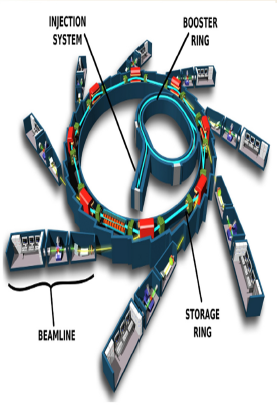 INJECTION
SYSTEM
BOOSTER
RING
STORAGE
RING
BEAMLINE